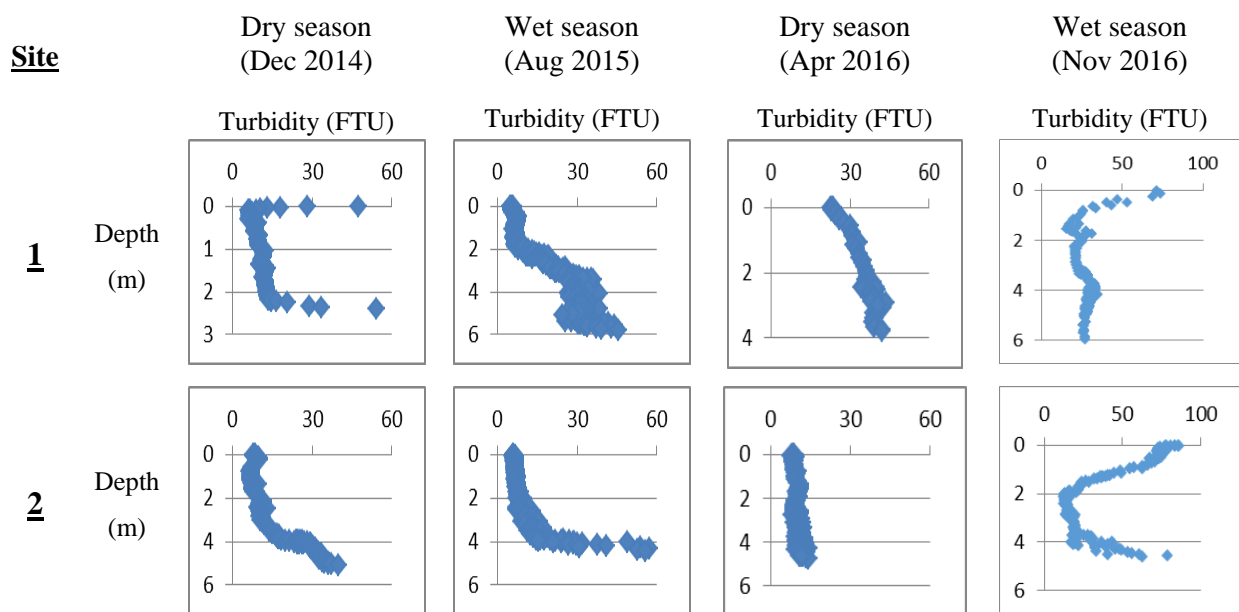 Site
Dry season
(Dec 2014)
Wet season
(Aug 2015)
Dry season
(Apr 2016)
Wet season
(Nov 2016)
Turbidity (FTU)
Turbidity (FTU)
Turbidity (FTU)
Turbidity (FTU)
1
Depth
(m)
0 30 60
0
1
2
3
0 30 60
0
2
4
6
0 30 60
0
2
4
0 50 100
0
2
4
6
2
Depth
(m)
0 30 60
0
2
4
6
0 30 60
0
2
4
6
0 30 60
0
2
4
6
0 50 100
0
2
4
6